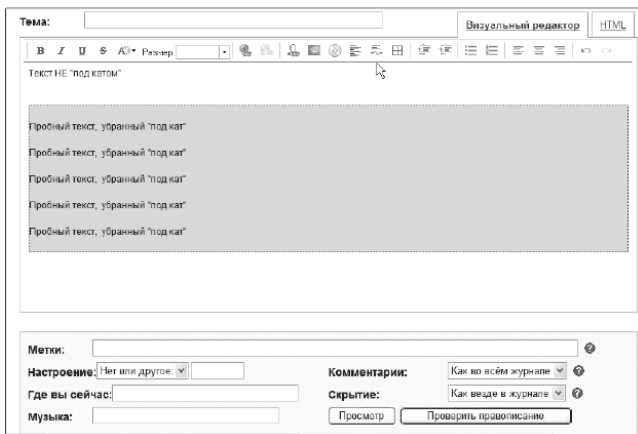 Тема:
Визуальный редактор HTML
B I U S A Размер
Текст НЕ "под катом"
Пробный текст, убранный "под кат"
Пробный текст, убранный "под кат"
Пробный текст, убранный "под кат"
Пробный текст, убранный "под кат"
Пробный текст, убранный "под кат"
Метки:
Настроение: Нет или другое: Комментарии: Как во всём журнале
Где вы сейчас: Скрытие: Как везде в журнале
Музыка: Просмотр Проверить правописание